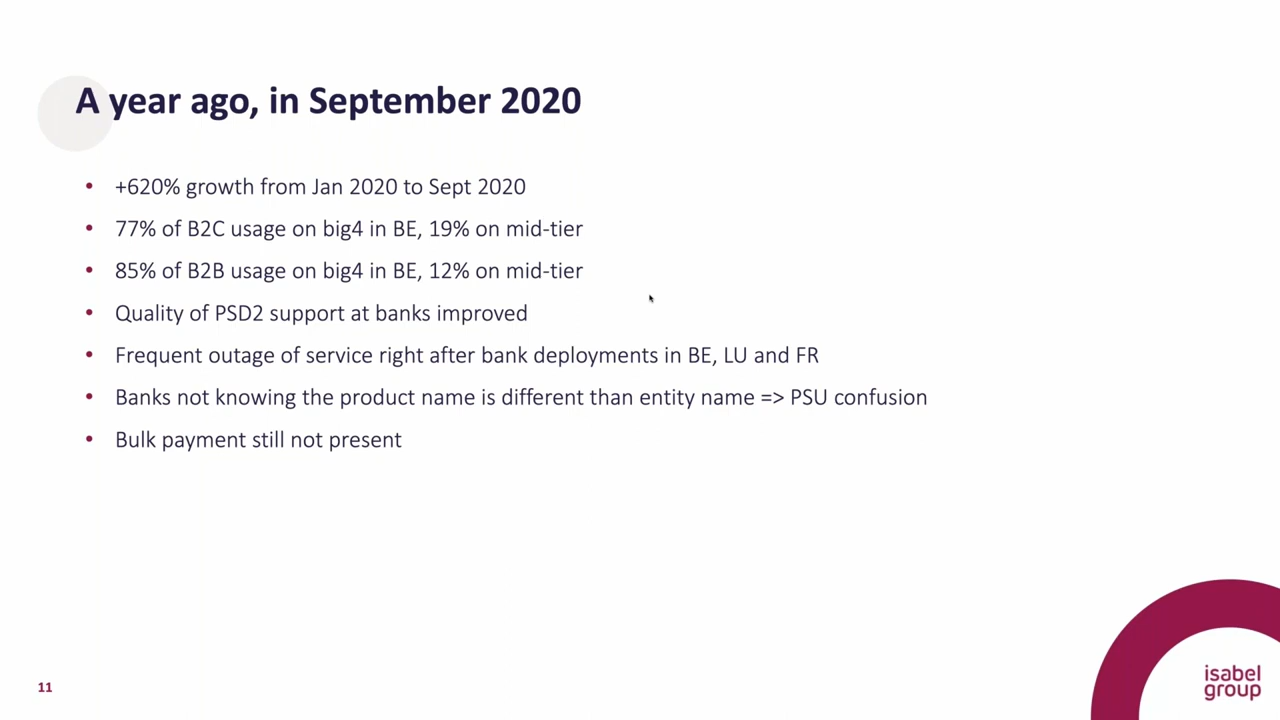 A year ago, in September 2020
• +620% growth from Jan 2020 to Sept 2020
• 77% of B2C usage on big4 in BE, 19% on mid-tier
• 85% of B2B usage on big4 in BE, 12% on mid-tier
• Quality of PSD2 support at banks improved
• Frequent outage of service right after bank deployments in BE, LU and FR
• Banks not knowing the product name is different than entity name => PSU confusion
• Bulk payment still not present
11
isabel
group